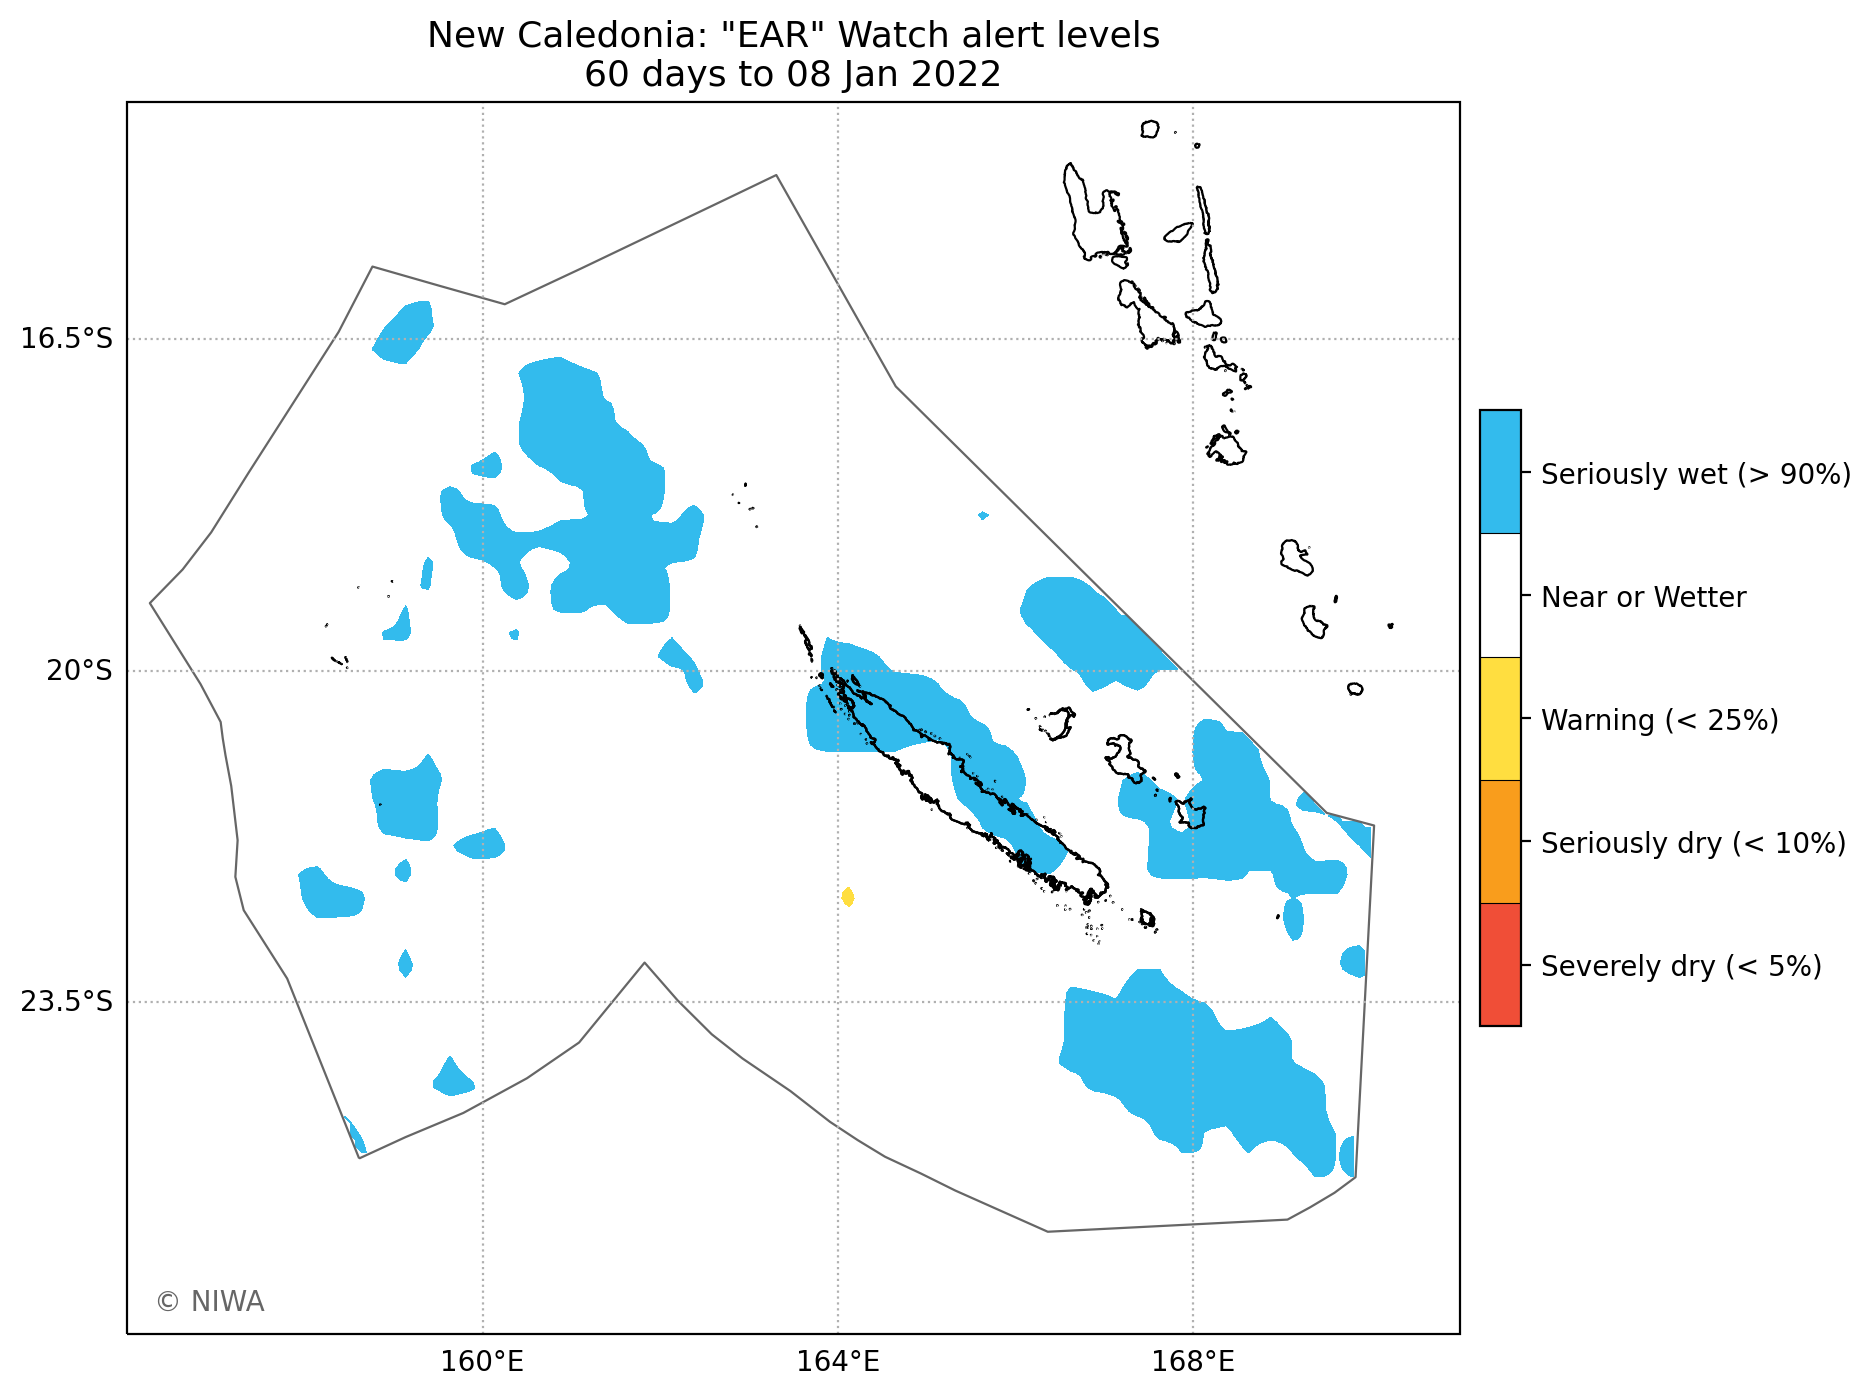 New Caledonia: "EAR" Watch alert levels
60 days to 08 Jan 2022
16.5°S
20°S
23.5°S
160°E
164°E
168°E
Seriously wet (> 90%)
Near or Wetter
Warning (< 25%)
Seriously dry (< 10%)
Severely dry (< 5%)
© NIWA